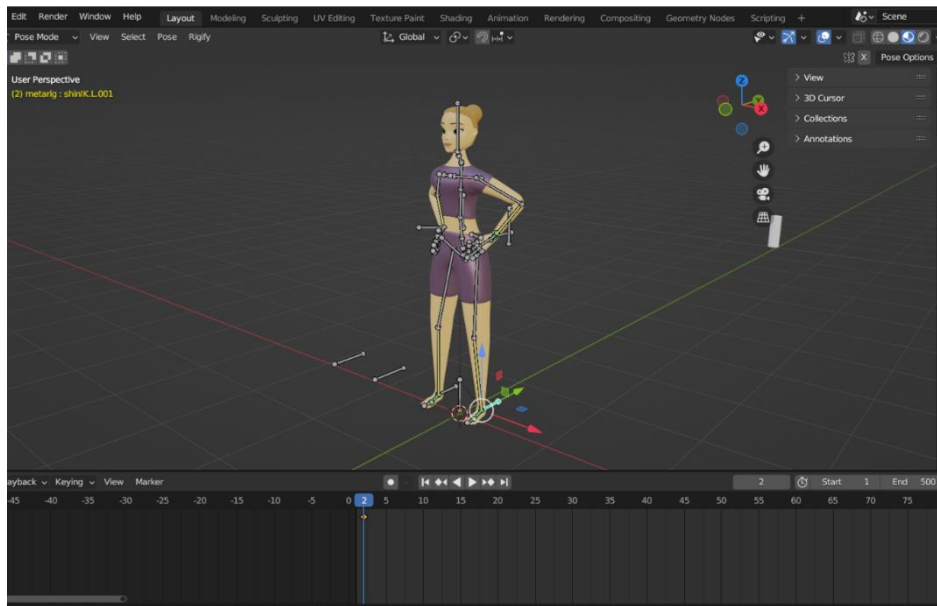 Edit Render Window Help Layout Modeling Sculpting UV Editing Texture Paint Shading Animation Rendering Compositing Geometry Nodes Scripting + Scene
Pose Mode View Select Pose Rigify Global
X Pose Options
User Perspective
(2) metarig : shinIK.L.001
View
3D Cursor
Collections
Annotations
Y
X
Z
ayback Keying View Marker 2 Start 1 End 500
-45 -40 -35 -30 -25 -20 -15 -10 -5 0 2 5 10 15 20 25 30 35 40 45 50 55 60 65 70 75